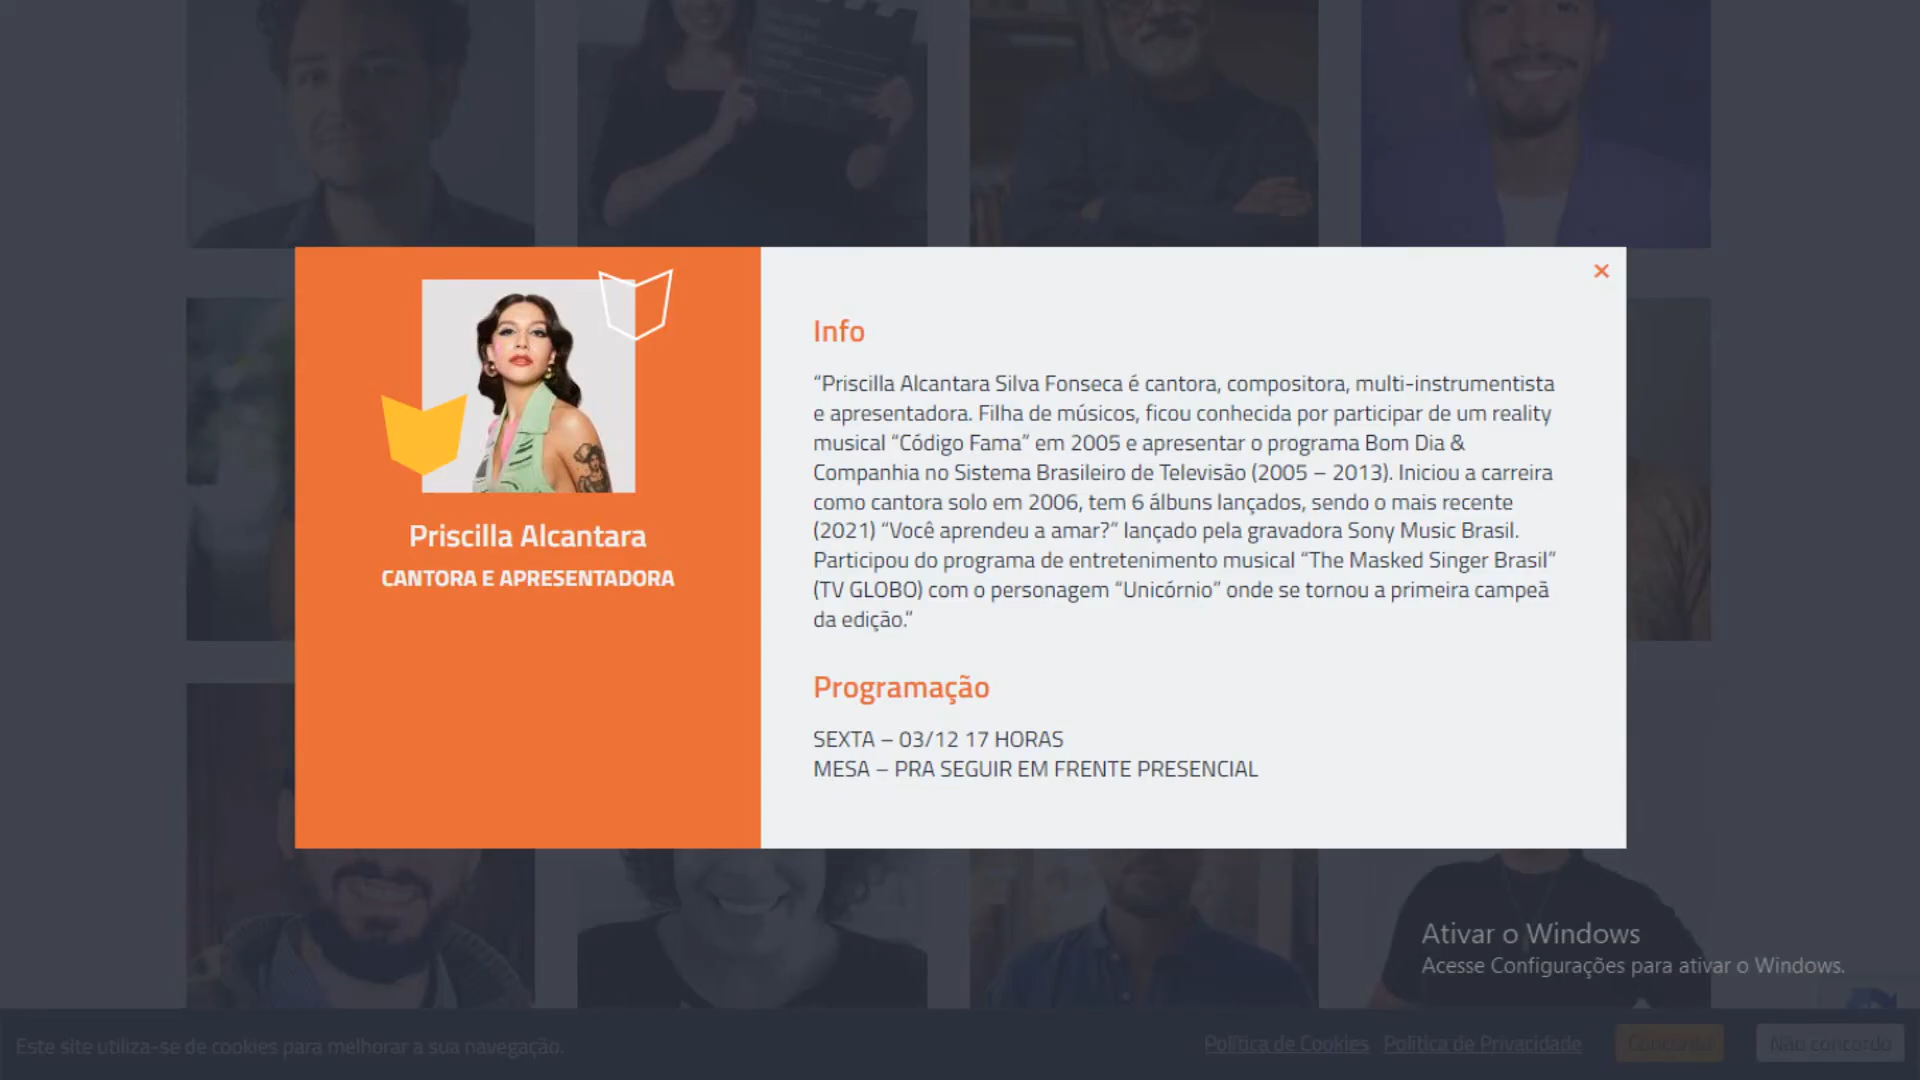 Priscilla Alcantara
CANTORA E APRESENTADORA
Info
“Priscilla Alcantara Silva Fonseca é cantora, compositora, multi-instrumentista
e apresentadora. Filha de músicos, ficou conhecida por participar de um reality
musical “Código Fama” em 2005 e apresentar o programa Bom Dia &
Companhia no Sistema Brasileiro de Televisão (2005 – 2013). Iniciou a carreira
como cantora solo em 2006, tem 6 álbuns lançados, sendo o mais recente
(2021) “Você aprendeu a amar?” lançado pela gravadora Sony Music Brasil.
Participou do programa de entretenimento musical “The Masked Singer Brasil”
(TV GLOBO) com o personagem “Unicórnio” onde se tornou a primeira campeã
da edição.”
Programação
SEXTA – 03/12 17 HORAS
MESA – PRA SEGUIR EM FRENTE PRESENCIAL
Ativar o Windows
Acesse Configurações para ativar o Windows.
Este site utiliza-se de cookies para melhorar a sua navegação.
Política de Cookies Política de Privacidade Concordo Não concordo